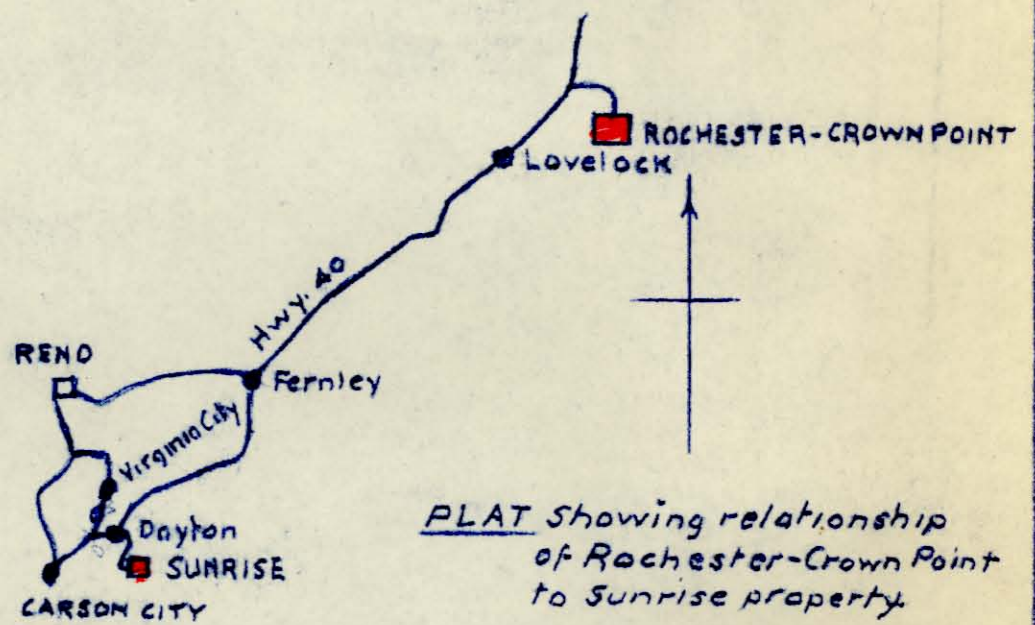 ROCHESTER-CROWN POINT
Lovelock
Hwy. 40
RENO
Fernley
Virginia City
Dayton
SUNRISE
CARSON CITY
PLAT Showing relationship
of Rochester-Crown Point
to Sunrise property.